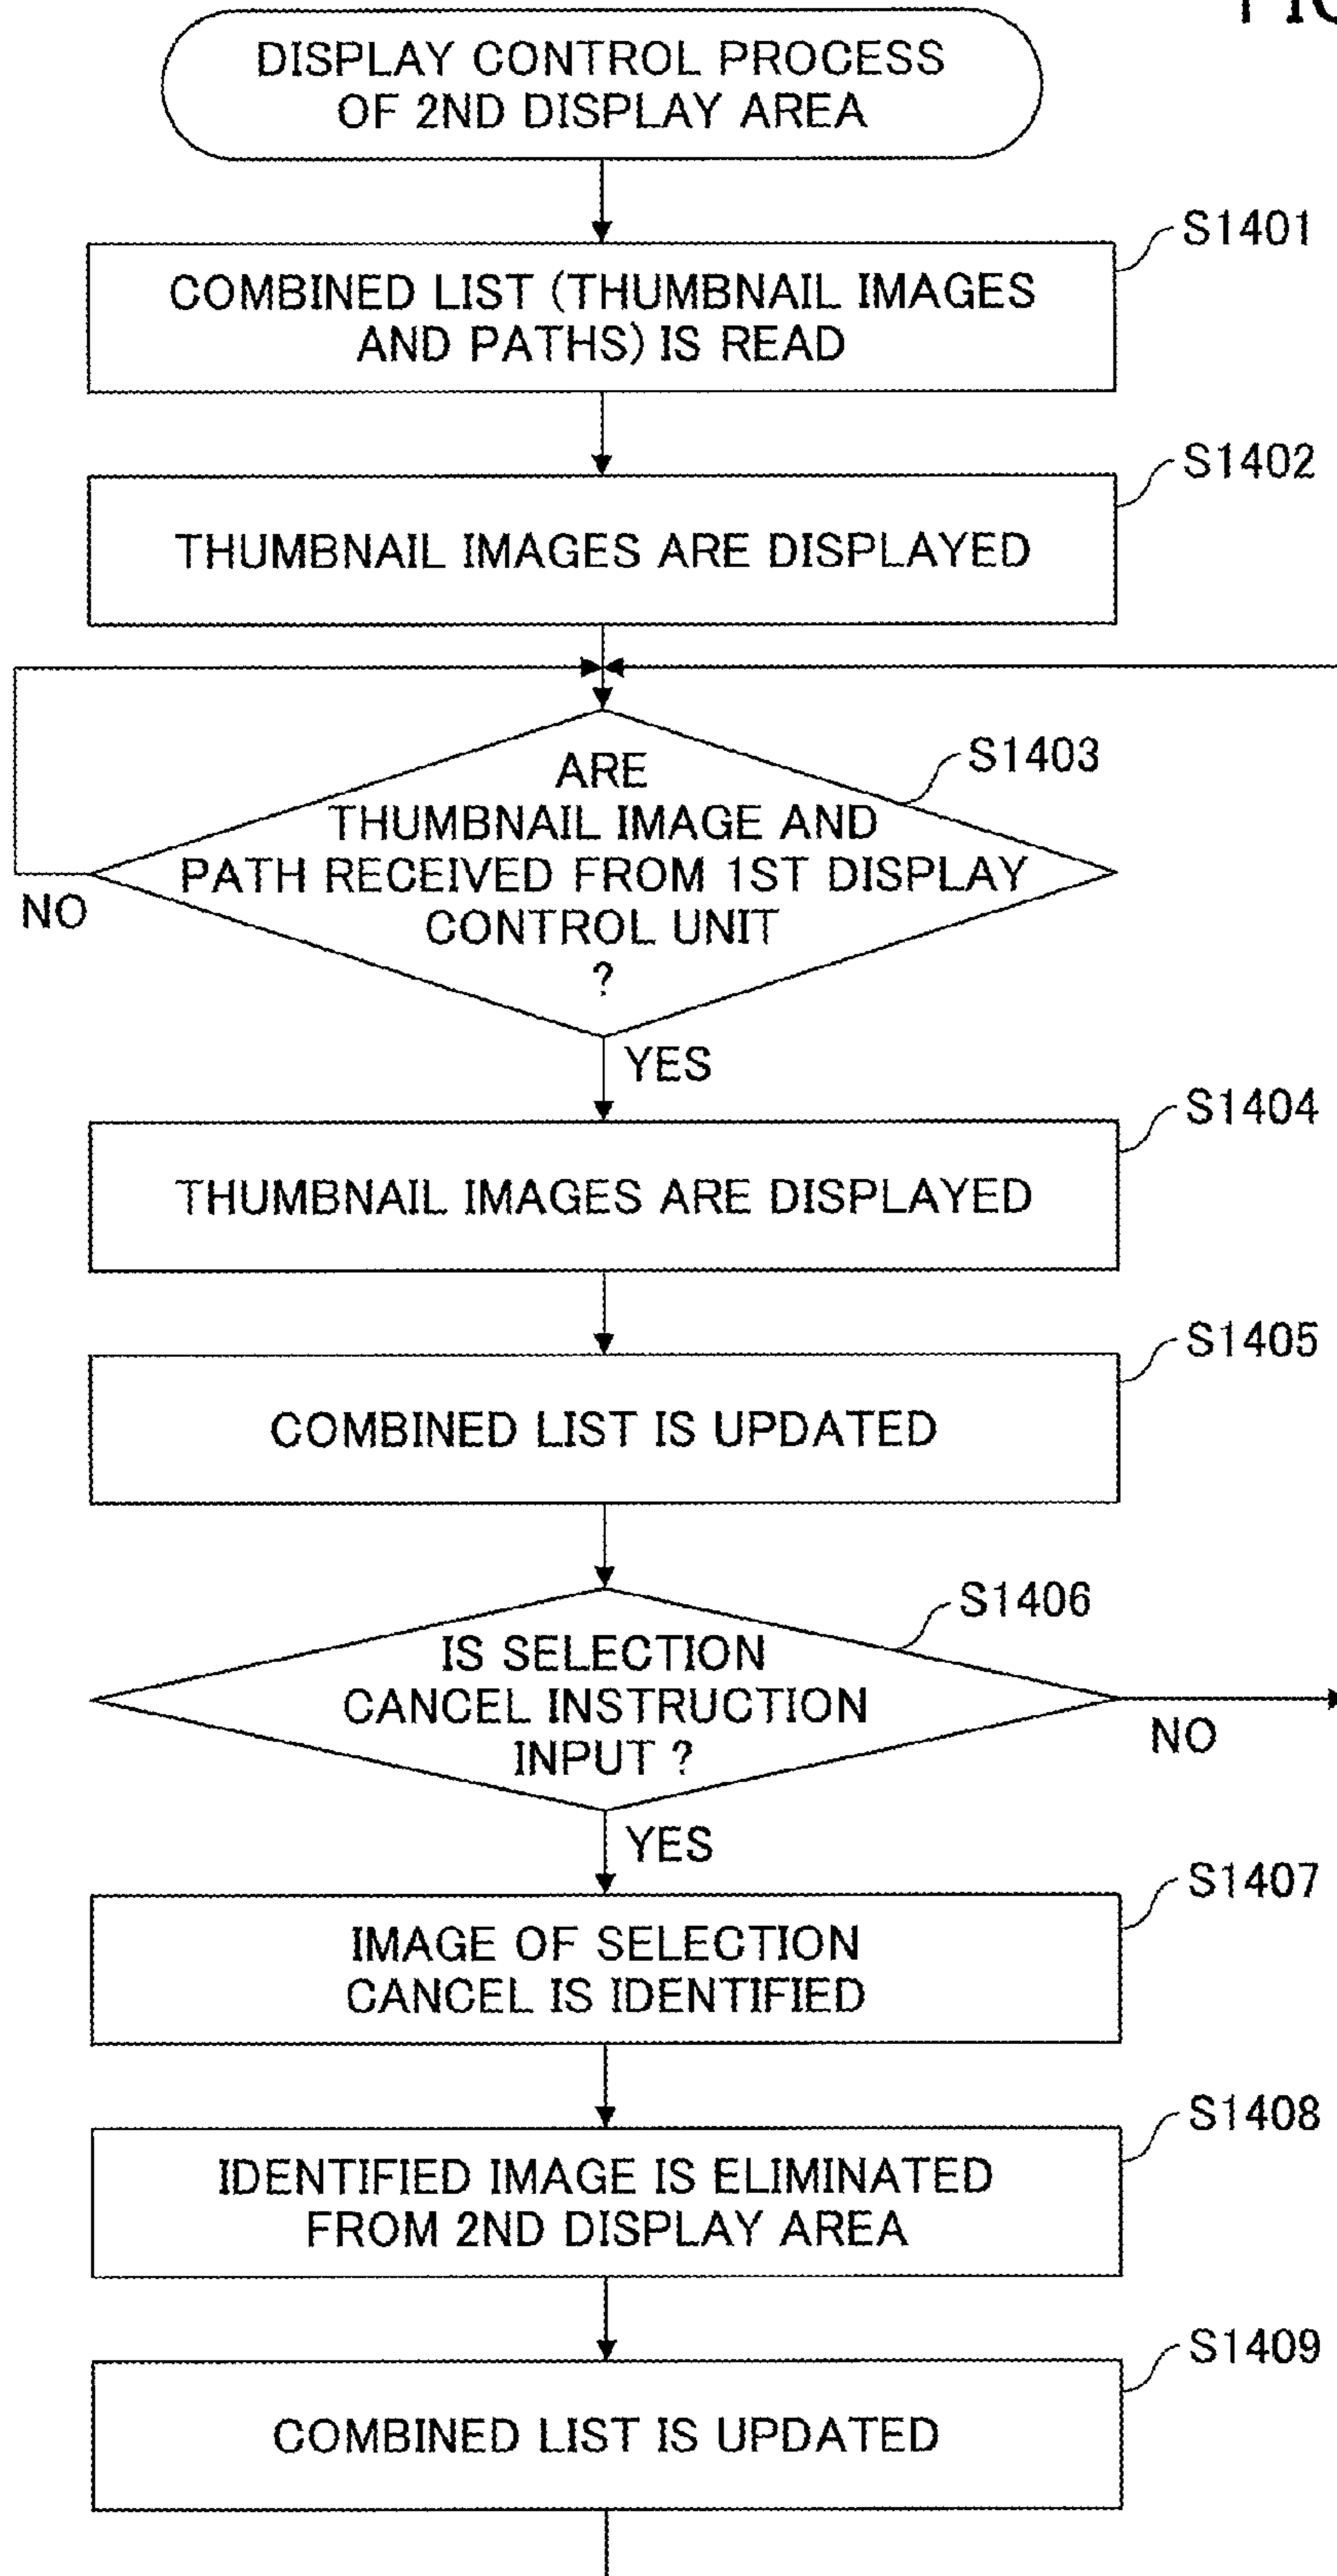 DISPLAY CONTROL PROCESS
OF 2ND DISPLAY AREA
S1401
COMBINED LIST (THUMBNAIL IMAGES
AND PATHS) IS READ
S1402
THUMBNAIL IMAGES ARE DISPLAYED
S1403
ARE
THUMBNAIL IMAGE AND
PATH RECEIVED FROM 1ST DISPLAY
CONTROL UNIT
?
NO
YES
S1404
THUMBNAIL IMAGES ARE DISPLAYED
S1405
COMBINED LIST IS UPDATED
S1406
IS SELECTION
CANCEL INSTRUCTION
INPUT ?
NO
YES
S1407
IMAGE OF SELECTION
CANCEL IS IDENTIFIED
S1408
IDENTIFIED IMAGE IS ELIMINATED
FROM 2ND DISPLAY AREA
S1409
COMBINED LIST IS UPDATED